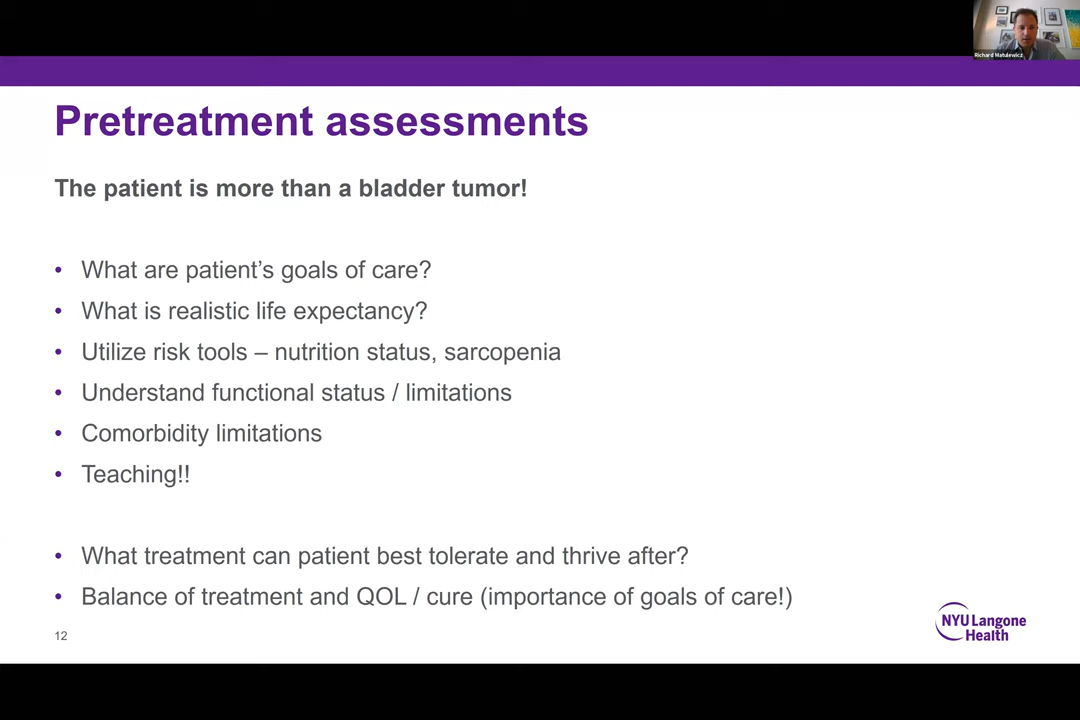 Richard Matulewicz
Pretreatment assessments
The patient is more than a bladder tumor!
• What are patient's goals of care?
• What is realistic life expectancy?
• Utilize risk tools – nutrition status, sarcopenia
• Understand functional status / limitations
• Comorbidity limitations
• Teaching!!
• What treatment can patient best tolerate and thrive after?
• Balance of treatment and QOL / cure (importance of goals of care!)
12
NYU Langone
Health